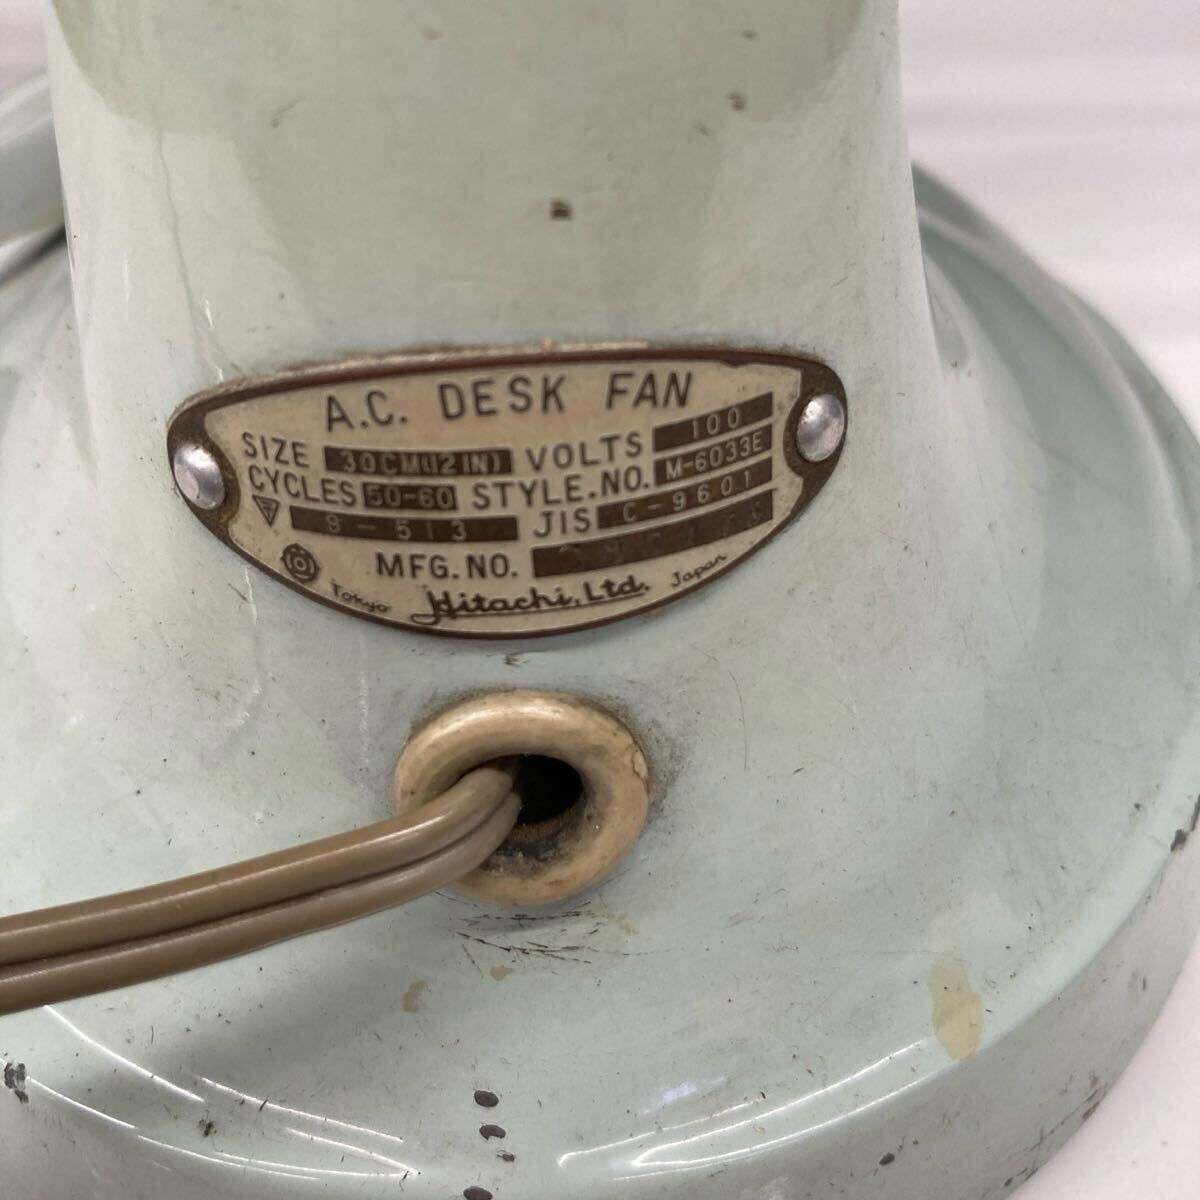 A.C. DESK FAN
SIZE 30CM(12IN) VOLTS 100
CYCLES 50-60 STYLE.NO. M-6033E
9-513 JIS C-9601
MFG.NO.
Tokyo Hitachi, Ltd. Japan